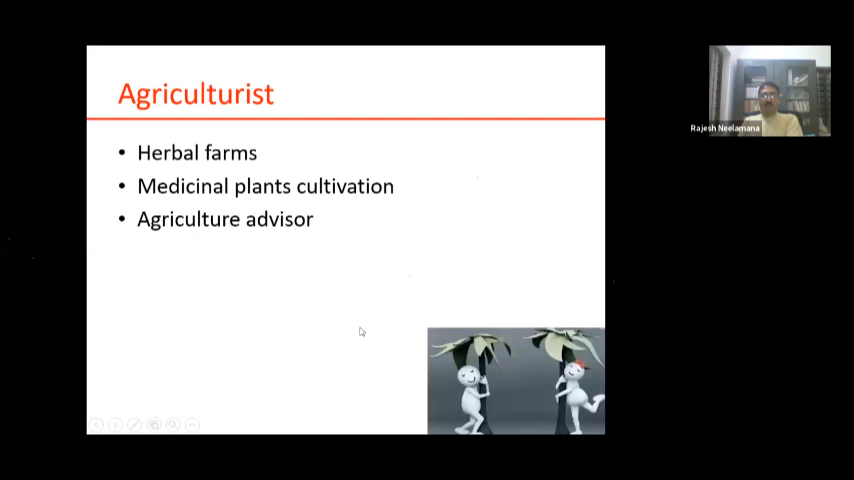 Agriculturist
• Herbal farms
• Medicinal plants cultivation
• Agriculture advisor
Rajesh Neelamana